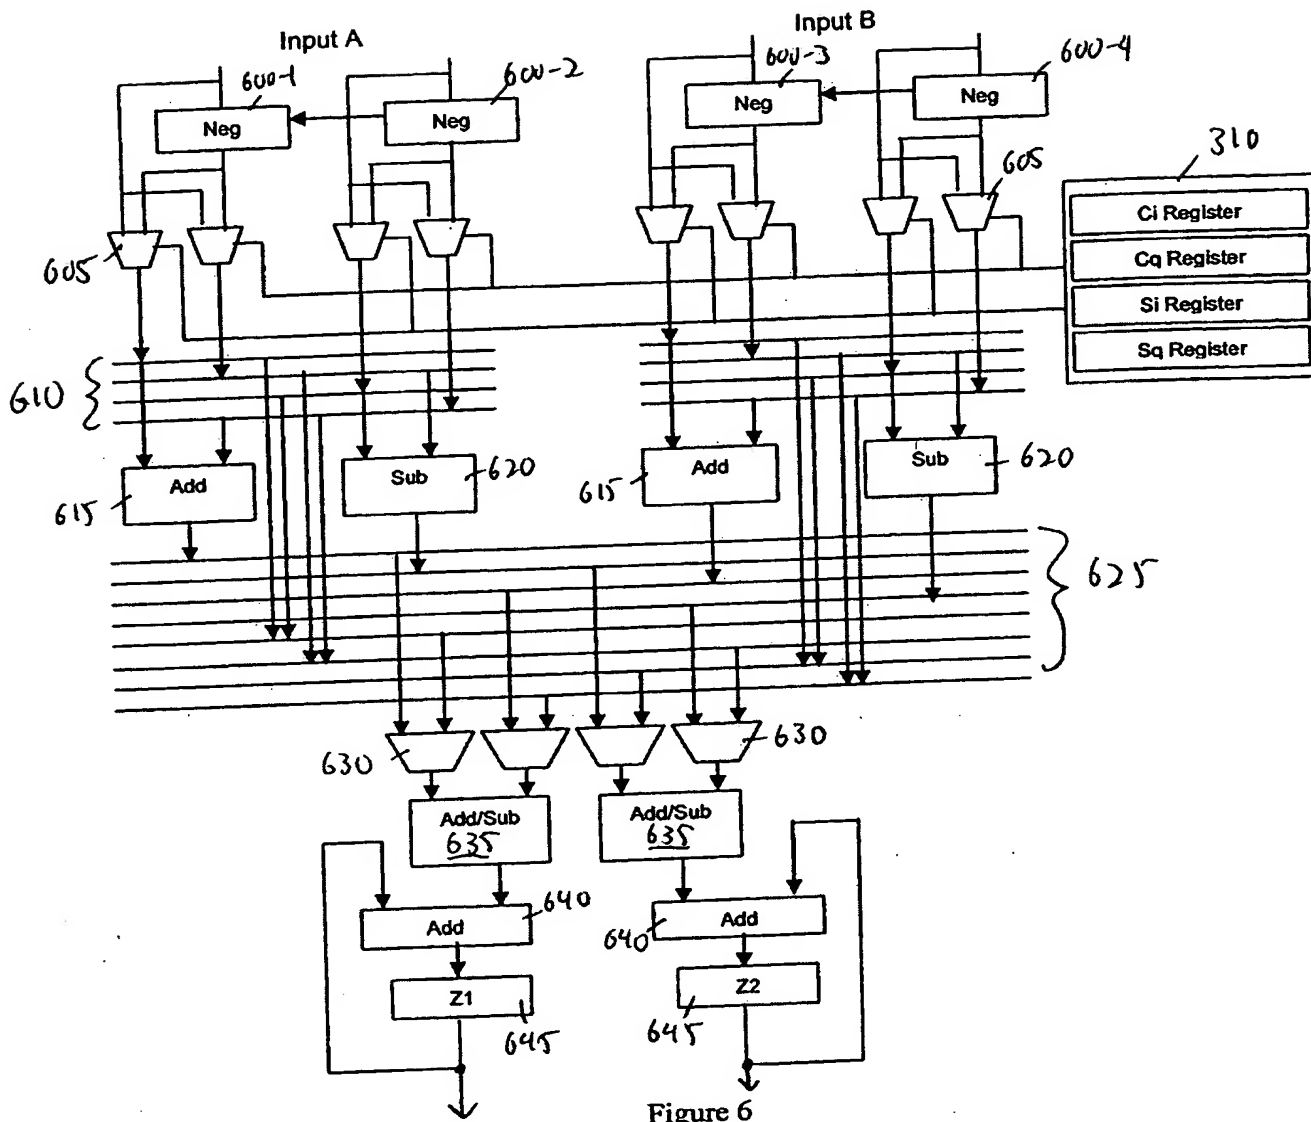 Input A
Input B
600-1
600-2
600-3
600-4
Neg
Neg
Neg
Neg
310
605
605
Ci Register
Cq Register
Si Register
Sq Register
610
Add
Sub
Add
Sub
615
620
615
620
625
630
630
Add/Sub
635
Add/Sub
635
Add
640
Add
640
Z1
645
Z2
645
Figure 6